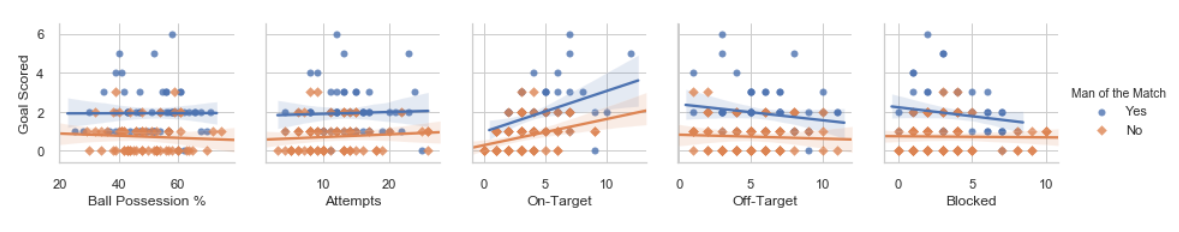 Goal Scored
6
4
2
0
20 40 60
Ball Possession %
10 20
Attempts
0 5 10
On-Target
0 5 10
Off-Target
0 5 10
Blocked
Man of the Match
Yes
No